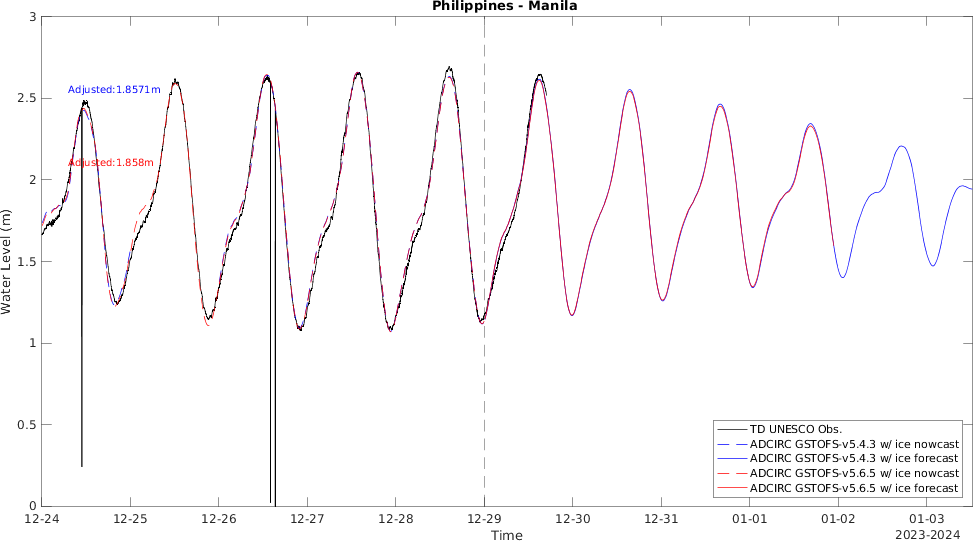 Philippines - Manila
3
2.5
2
1.5
1
0.5
0
Water Level (m)
Adjusted:1.8571m
Adjusted:1.858m
TD UNESCO Obs.
ADCIRC GSTOFS-v5.4.3 w/ ice nowcast
ADCIRC GSTOFS-v5.4.3 w/ ice forecast
ADCIRC GSTOFS-v5.6.5 w/ ice nowcast
ADCIRC GSTOFS-v5.6.5 w/ ice forecast
12-24 12-25 12-26 12-27 12-28 12-29 12-30 12-31 01-01 01-02 01-03
Time
2023-2024